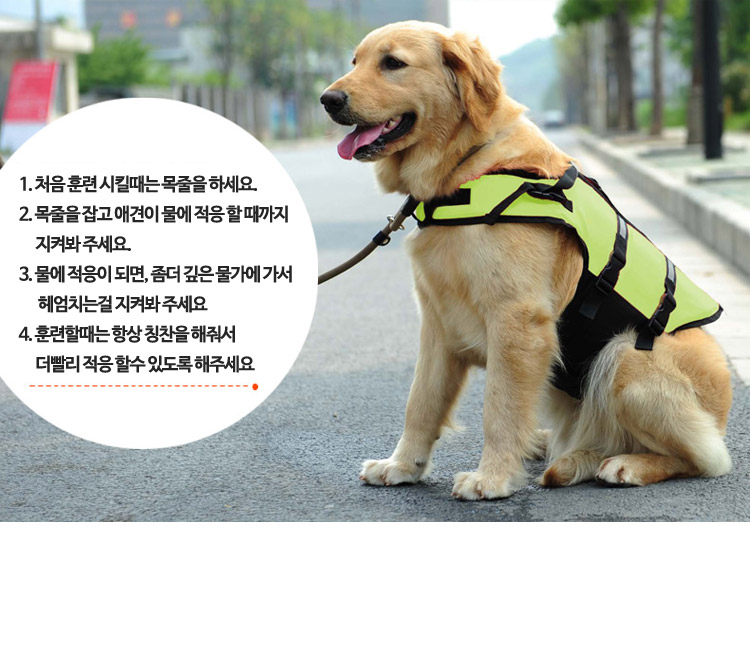 1. 처음 훈련 시킬때는 목줄을 하세요.
2. 목줄을 잡고 애견이 물에 적응 할 때까지
지켜봐 주세요.
3. 물에 적응이 되면, 좀더 깊은 물가에 가서
헤엄치는걸 지켜봐 주세요
4. 훈련할때는 항상 칭찬을 해줘서
더빨리 적응 할수 있도록 해주세요